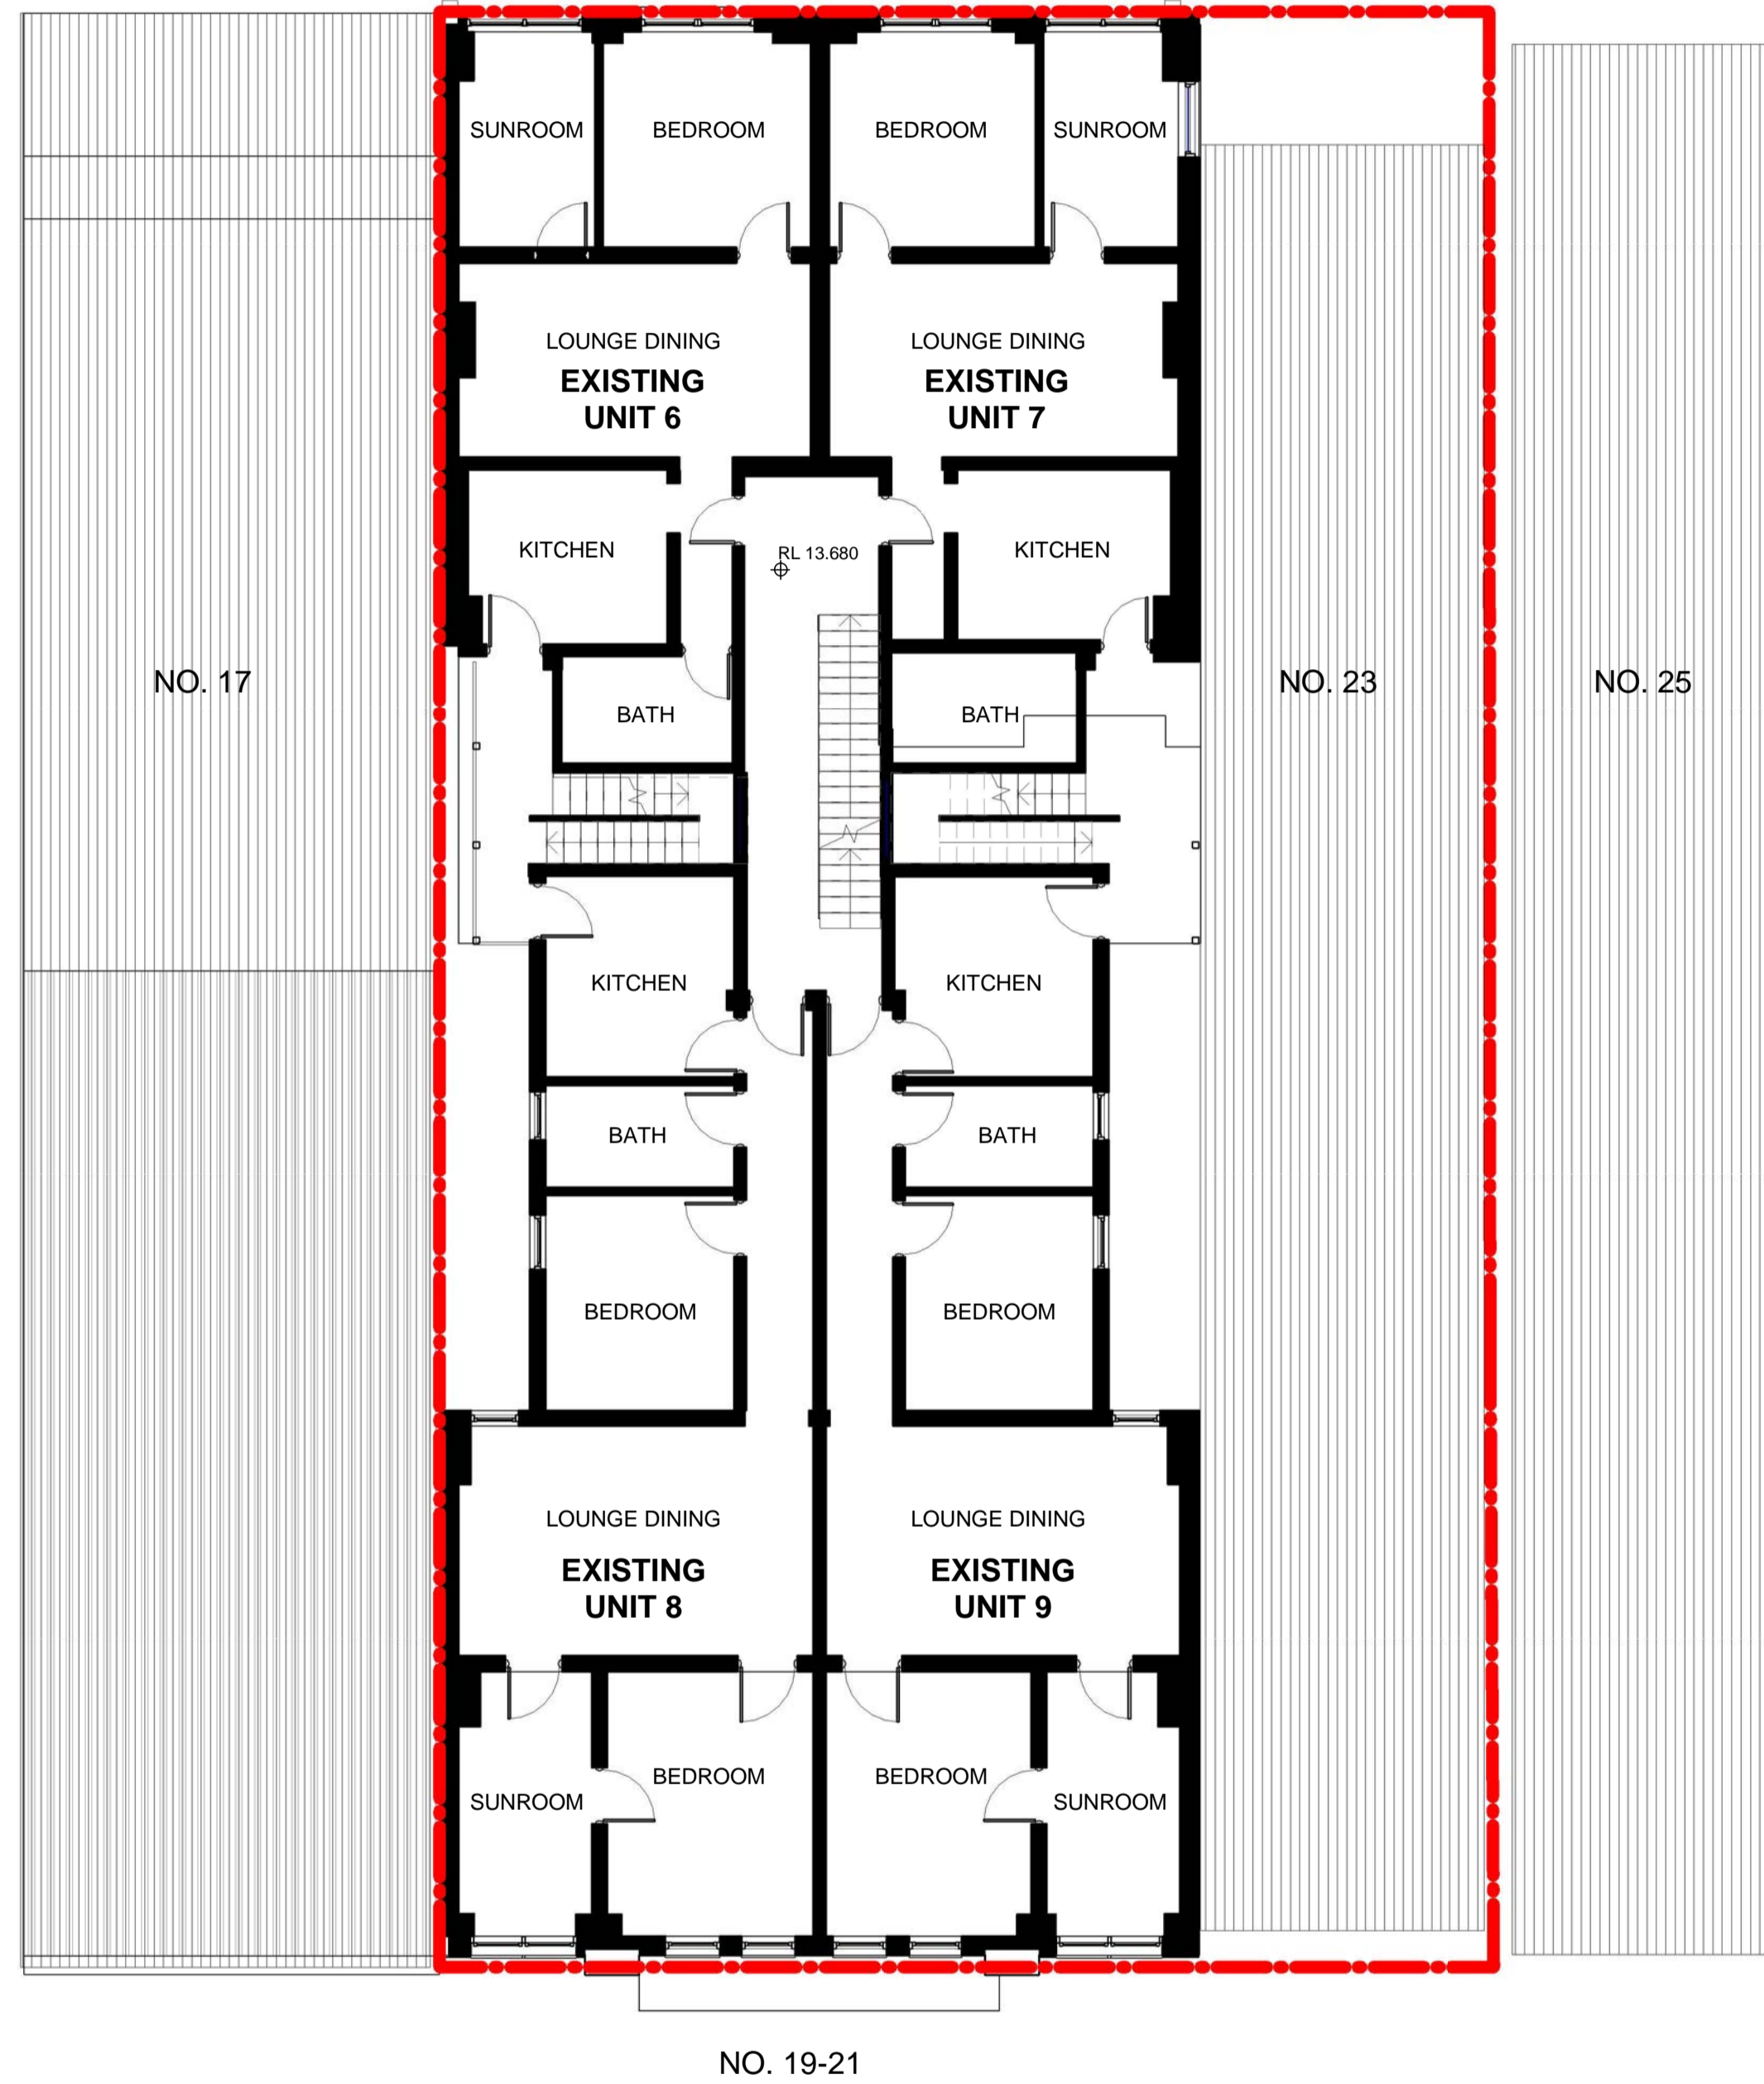 SUNROOM
BEDROOM
BEDROOM
SUNROOM
LOUNGE DINING
EXISTING
UNIT 6
LOUNGE DINING
EXISTING
UNIT 7
KITCHEN
RL 13.680
KITCHEN
NO. 17
NO. 23
NO. 25
BATH
BATH
KITCHEN
KITCHEN
BATH
BATH
BEDROOM
BEDROOM
LOUNGE DINING
EXISTING
UNIT 8
LOUNGE DINING
EXISTING
UNIT 9
SUNROOM
BEDROOM
BEDROOM
SUNROOM
NO. 19-21